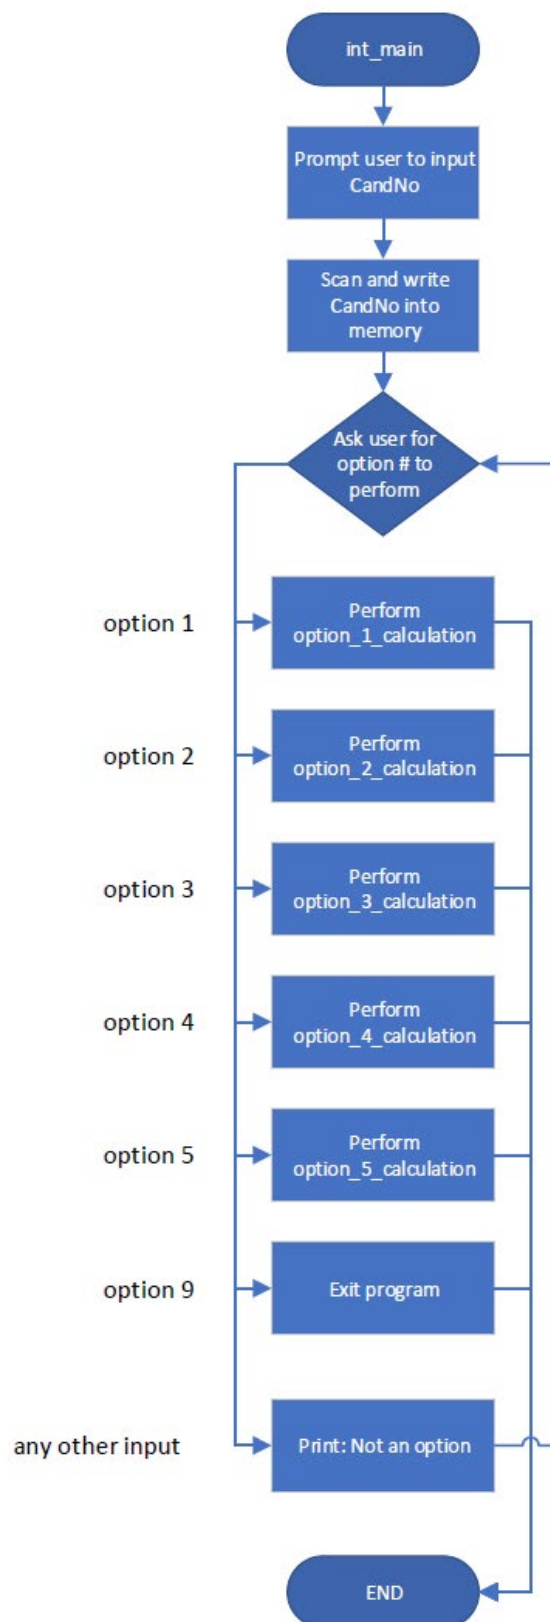 int_main
Prompt user to input
CandNo
Scan and write
CandNo into
memory
Ask user for
option # to
perform
option 1
Perform
option_1_calculation
option 2
Perform
option_2_calculation
option 3
Perform
option_3_calculation
option 4
Perform
option_4_calculation
option 5
Perform
option_5_calculation
option 9
Exit program
any other input
Print: Not an option
END